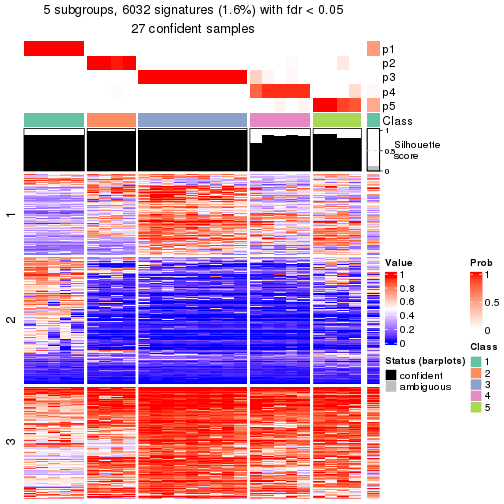 5 subgroups, 6032 signatures (1.6%) with fdr < 0.05
27 confident samples
p1
p2
p3
p4
p5
Class
1
0.5
0
Silhouette
score
1
2
3
Value
1
0.8
0.6
0.4
0.2
0
Prob
1
0.5
0
Status (barplots)
confident
ambiguous
Class
1
2
3
4
5